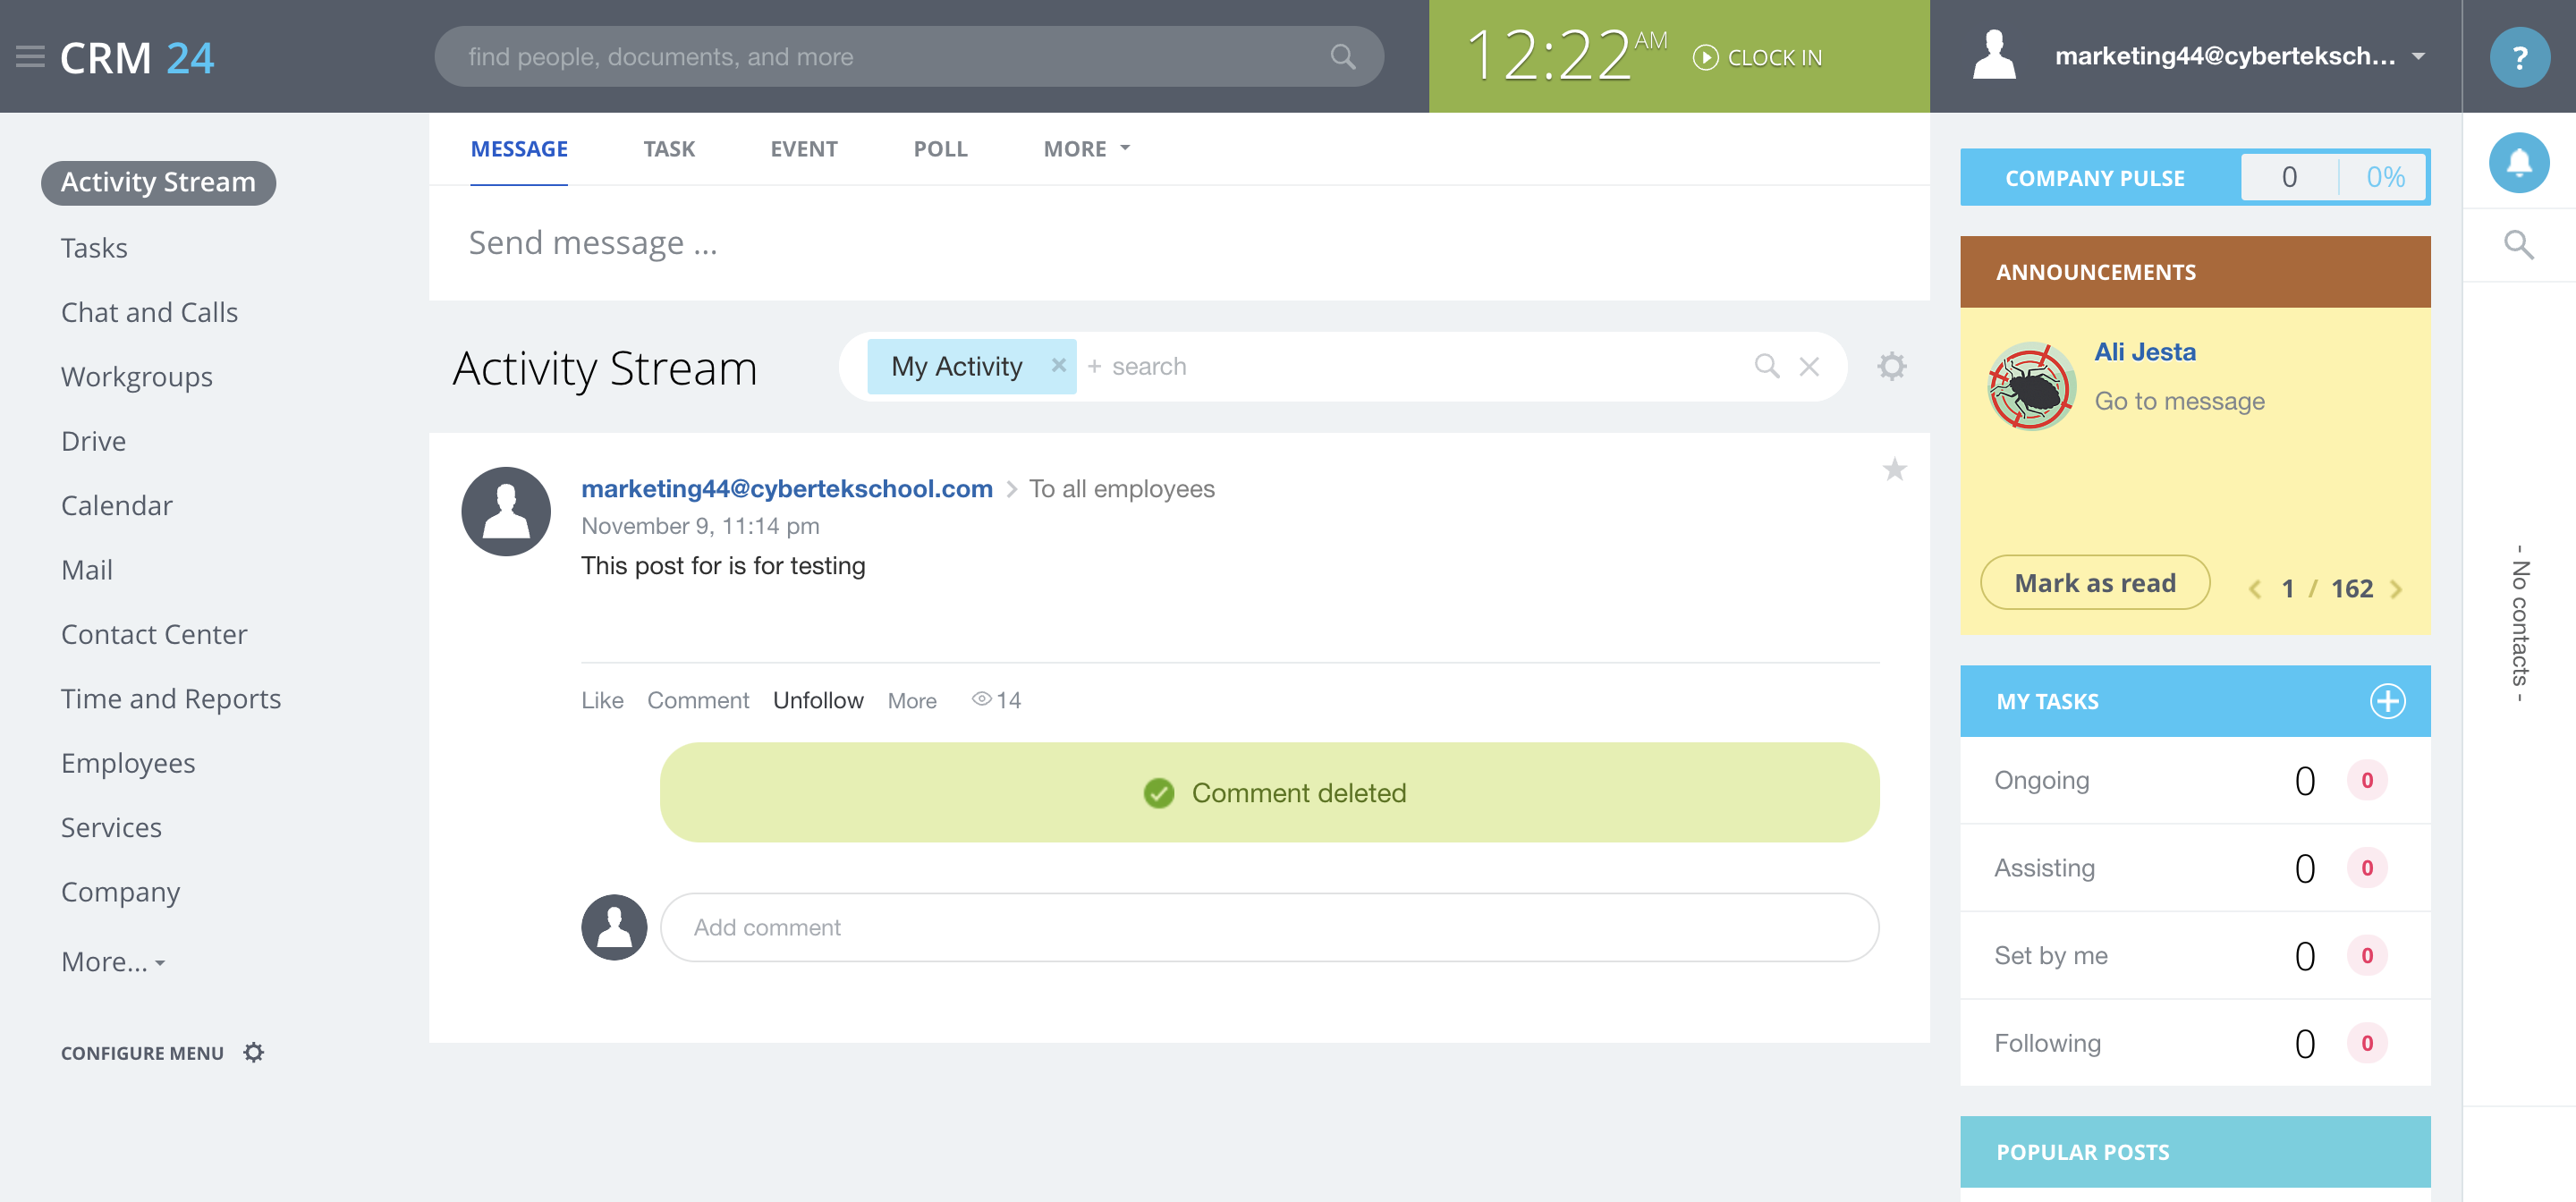 CRM 24
find people, documents, and more
12:22 AM
CLOCK IN
marketing44@cyberteksch...
?
Activity Stream
Tasks
Chat and Calls
Workgroups
Drive
Calendar
Mail
Contact Center
Time and Reports
Employees
Services
Company
More...
CONFIGURE MENU
MESSAGE TASK EVENT POLL MORE
Send message ...
Activity Stream
My Activity × + search
marketing44@cybertekschool.com > To all employees
November 9, 11:14 pm
This post for is for testing
Like Comment Unfollow More 14
Comment deleted
Add comment
COMPANY PULSE 0 0%
ANNOUNCEMENTS
Ali Jesta
Go to message
Mark as read
1 / 162
MY TASKS
Ongoing 0 0
Assisting 0 0
Set by me 0 0
Following 0 0
POPULAR POSTS
- No contacts -